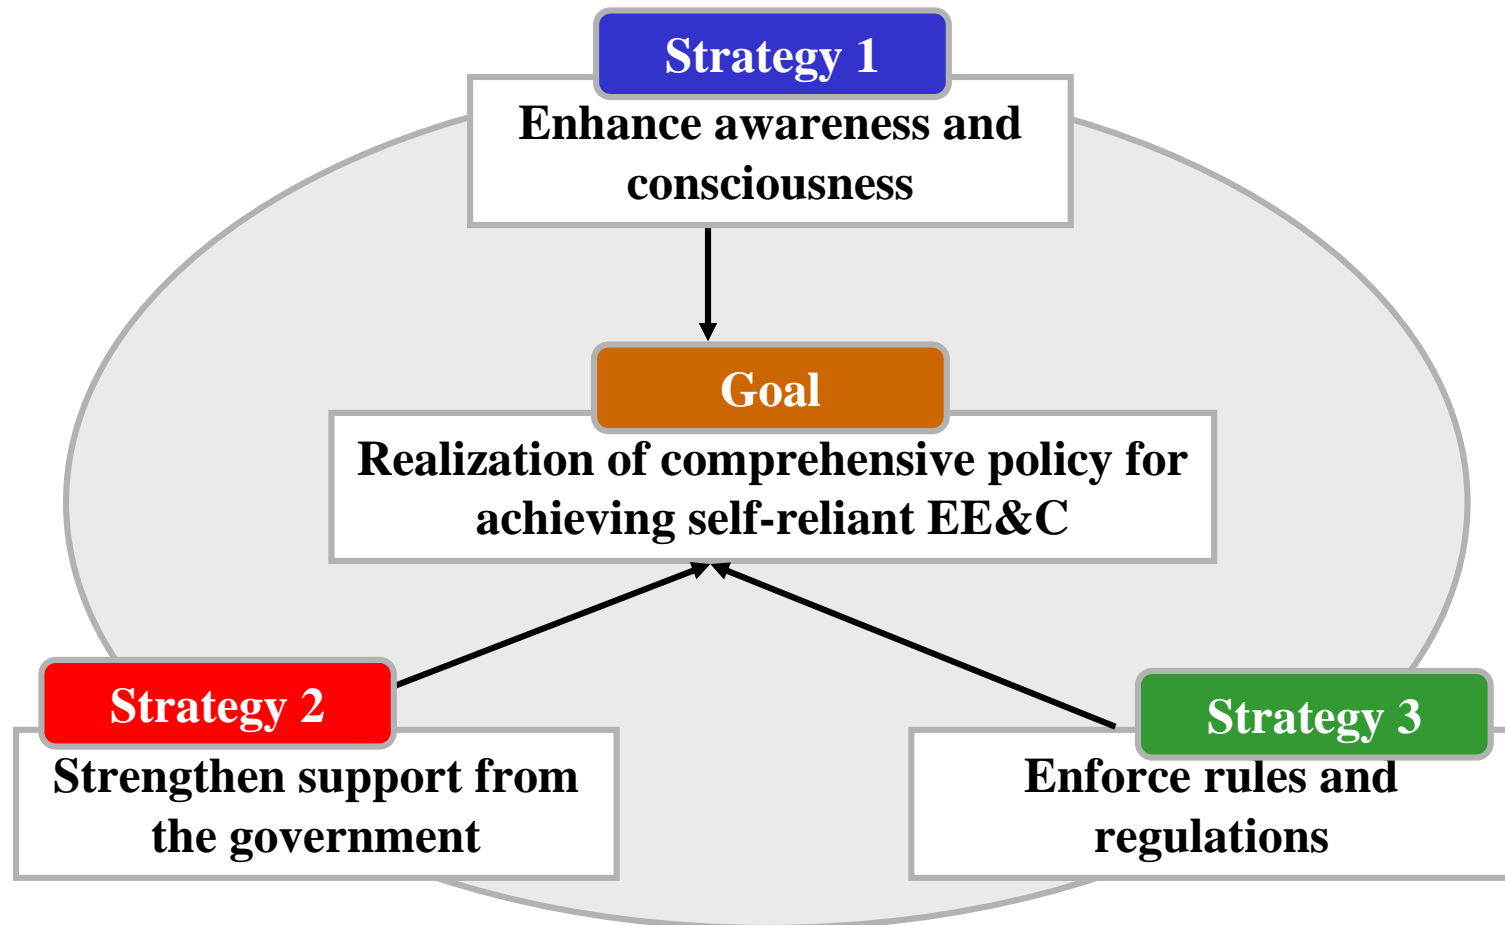 Strategy 1
Enhance awareness and
consciousness
Goal
Realization of comprehensive policy for
achieving self-reliant EE&C
Strategy 2
Strengthen support from
the government
Strategy 3
Enforce rules and
regulations